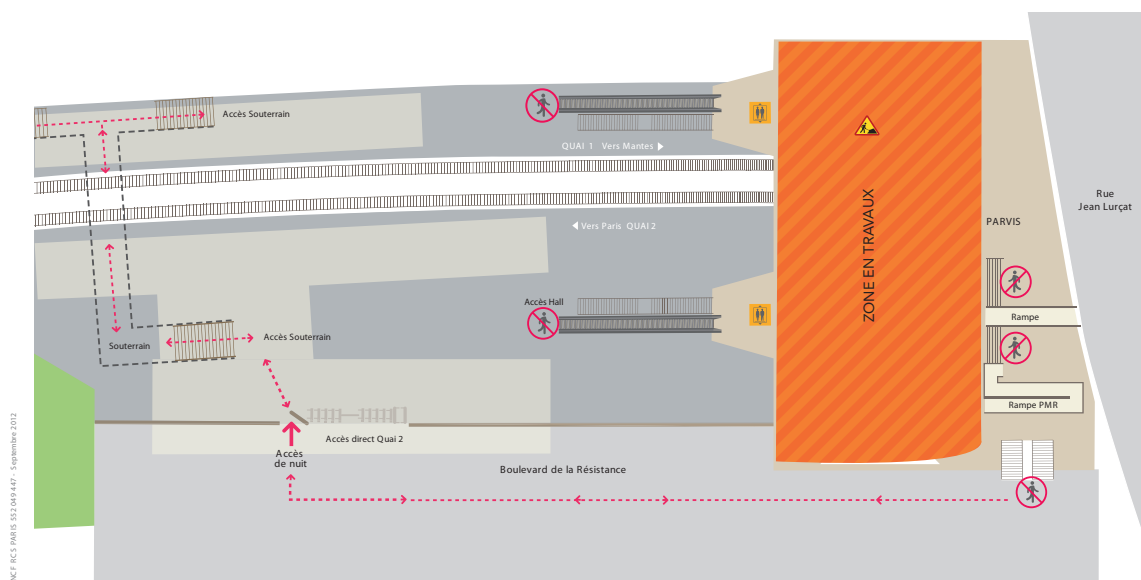 Accès Souterrain
QUAI 1 Vers Mantes
Vers Paris QUAI 2
Accès Hall
Souterrain
Accès Souterrain
Accès direct Quai 2
Accès
de nuit
Boulevard de la Résistance
ZONE EN TRAVAUX
PARVIS
Rue
Jean Lurçat
Rampe
Rampe PMR
NCF RCS PARIS 552 049 447 - Septembre 2012